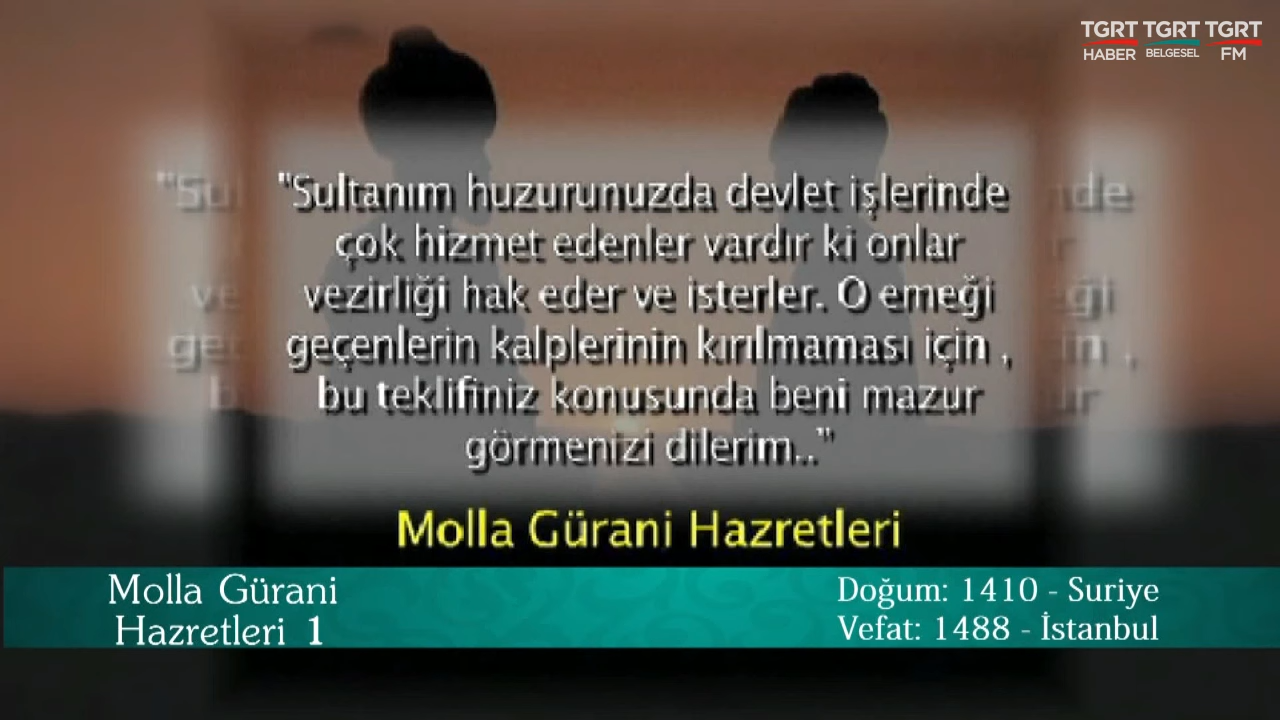 TGRT TGRT TGRT
HABER BELGESEL FM
"Sultanım huzurunuzda devlet işlerinde
çok hizmet edenler vardır ki onlar
vezirliği hak eder ve isterler. O emeği
geçenlerin kalplerinin kırılmaması için ,
bu teklifiniz konusunda beni mazur
görmenizi dilerim.."
Molla Gürani Hazretleri
Molla Gürani
Hazretleri 1
Doğum: 1410 - Suriye
Vefat: 1488 - İstanbul